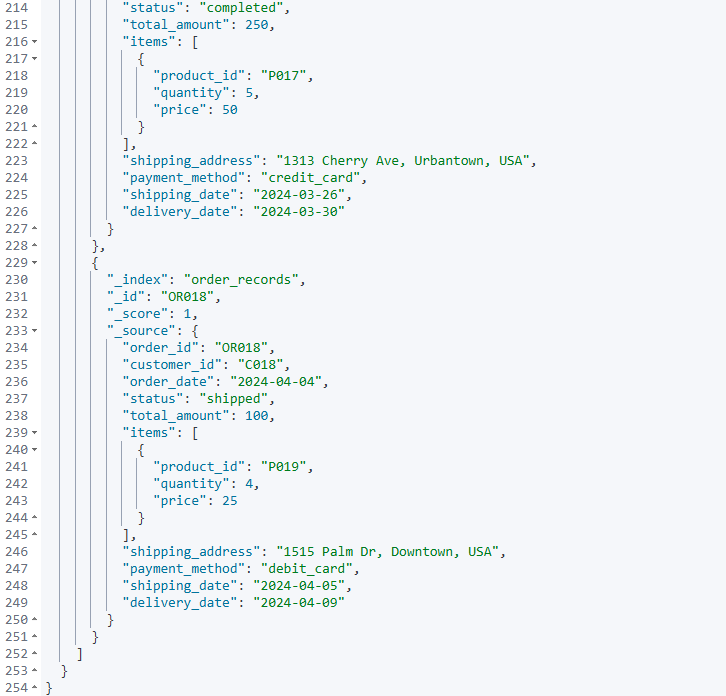 214 "status": "completed",
215 "total_amount": 250,
216 "items": [
217 {
218 "product_id": "P017",
219 "quantity": 5,
220 "price": 50
221 }
222 ],
223 "shipping_address": "1313 Cherry Ave, Urbantown, USA",
224 "payment_method": "credit_card",
225 "shipping_date": "2024-03-26",
226 "delivery_date": "2024-03-30"
227 }
228 },
229 {
230 "_index": "order_records",
231 "_id": "OR018",
232 "_score": 1,
233 "_source": {
234 "order_id": "OR018",
235 "customer_id": "C018",
236 "order_date": "2024-04-04",
237 "status": "shipped",
238 "total_amount": 100,
239 "items": [
240 {
241 "product_id": "P019",
242 "quantity": 4,
243 "price": 25
244 }
245 ],
246 "shipping_address": "1515 Palm Dr, Downtown, USA",
247 "payment_method": "debit_card",
248 "shipping_date": "2024-04-05",
249 "delivery_date": "2024-04-09"
250 }
251 }
252 ]
253 }
254 }